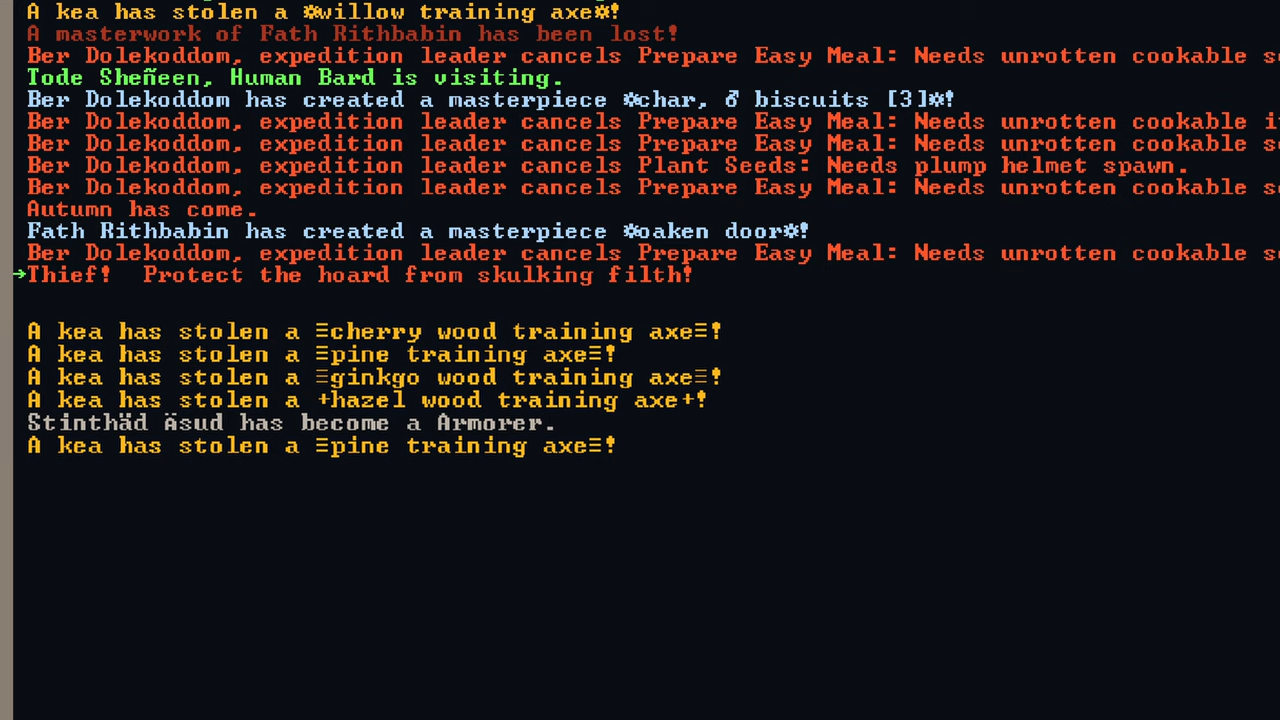 A kea has stolen a ☼willow training axe☼!
A masterwork of Fath Rithbabin has been lost!
Ber Dolekoddom, expedition leader cancels Prepare Easy Meal: Needs unrotten cookable
Tode Sheñeen, Human Bard is visiting.
Ber Dolekoddom has created a masterpiece ☼char, ♂ biscuits [3]☼!
Ber Dolekoddom, expedition leader cancels Prepare Easy Meal: Needs unrotten cookable
Ber Dolekoddom, expedition leader cancels Prepare Easy Meal: Needs unrotten cookable
Ber Dolekoddom, expedition leader cancels Plant Seeds: Needs plump helmet spawn.
Ber Dolekoddom, expedition leader cancels Prepare Easy Meal: Needs unrotten cookable
Autumn has come.
Fath Rithbabin has created a masterpiece ☼oaken door☼!
Ber Dolekoddom, expedition leader cancels Prepare Easy Meal: Needs unrotten cookable
→Thief!  Protect the hoard from skulking filth!
A kea has stolen a ≡cherry wood training axe≡!
A kea has stolen a ≡pine training axe≡!
A kea has stolen a ≡ginkgo wood training axe≡!
A kea has stolen a +hazel wood training axe+!
Stinthäd Äsud has become a Armorer.
A kea has stolen a ≡pine training axe≡!